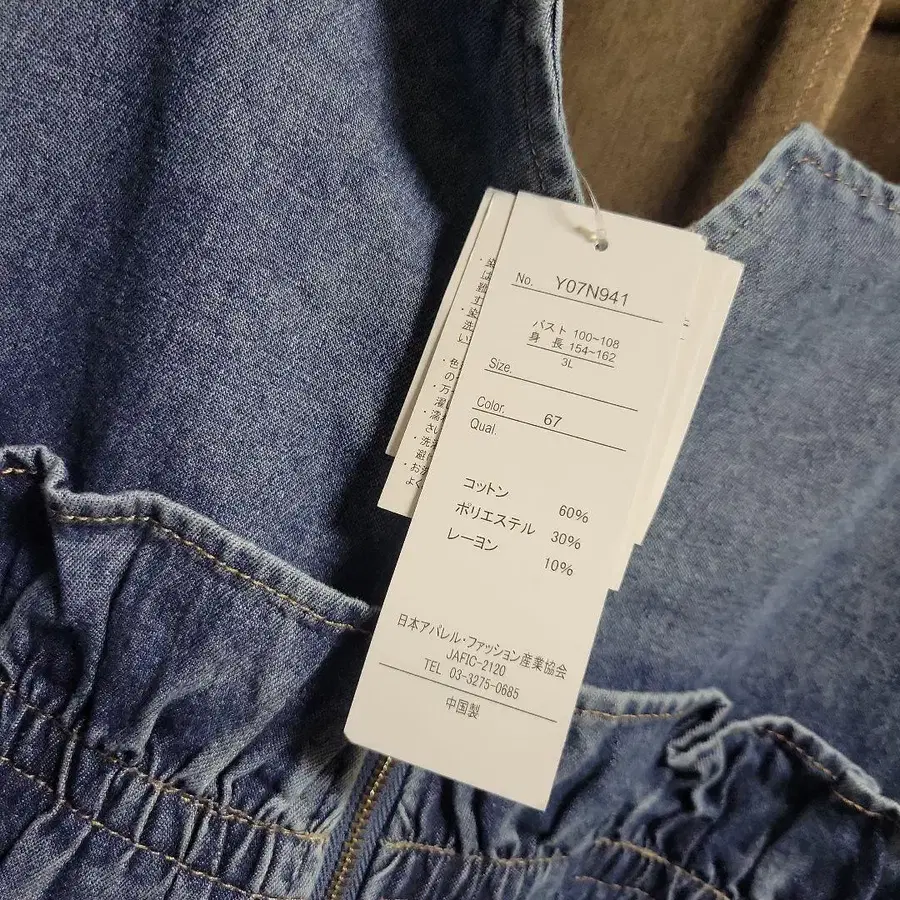 No. Y07N941
バスト 100~108
身 長 154~162
3L
Size.
Color. 67
Qual.
コットン 60%
ポリエステル 30%
レーヨン 10%
日本アパレル・ファッション産業協会
JAFIC-2120
TEL 03-3275-0685
中国製